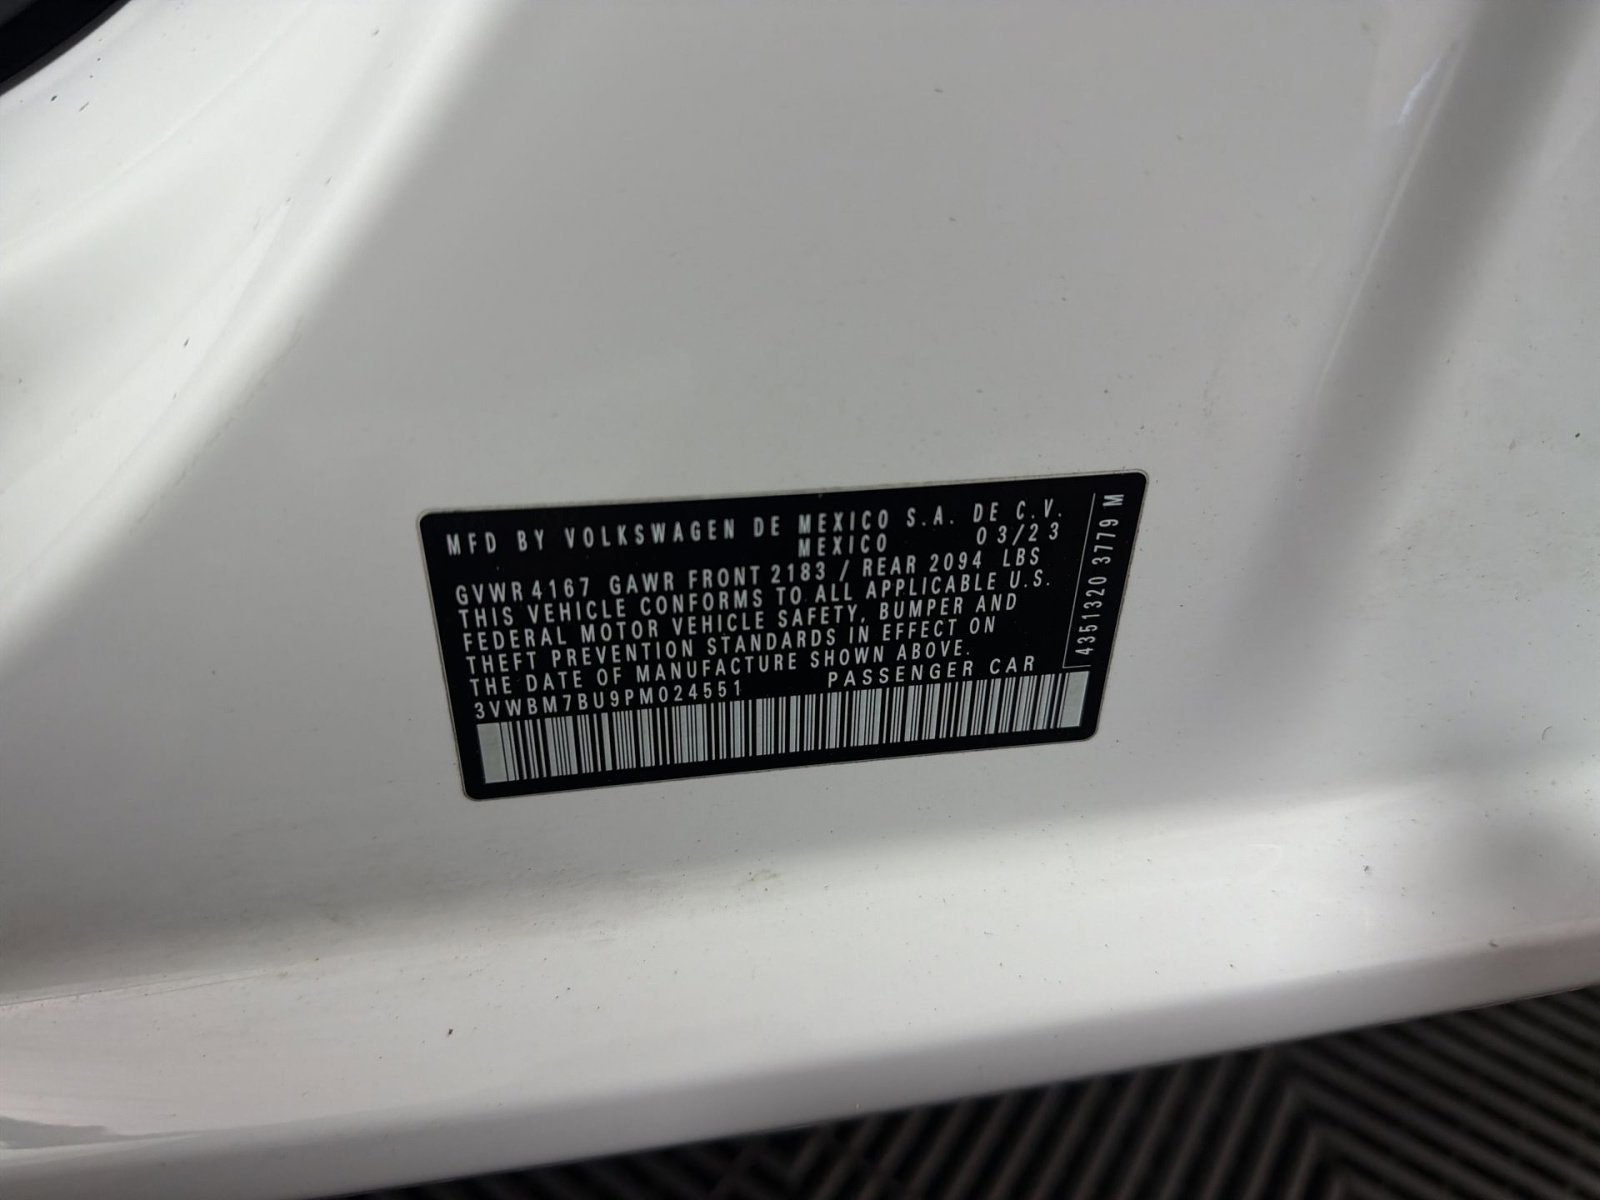 MFD BY VOLKSWAGEN DE MEXICO S.A. DE C.V.
MEXICO 03/23
GVWR 4167 GAWR FRONT 2183 / REAR 2094 LBS
THIS VEHICLE CONFORMS TO ALL APPLICABLE U.S.
FEDERAL MOTOR VEHICLE SAFETY, BUMPER AND
THEFT PREVENTION STANDARDS IN EFFECT ON
THE DATE OF MANUFACTURE SHOWN ABOVE.
3VWBM7BU9PM024551 PASSENGER CAR
4351320 3779 M